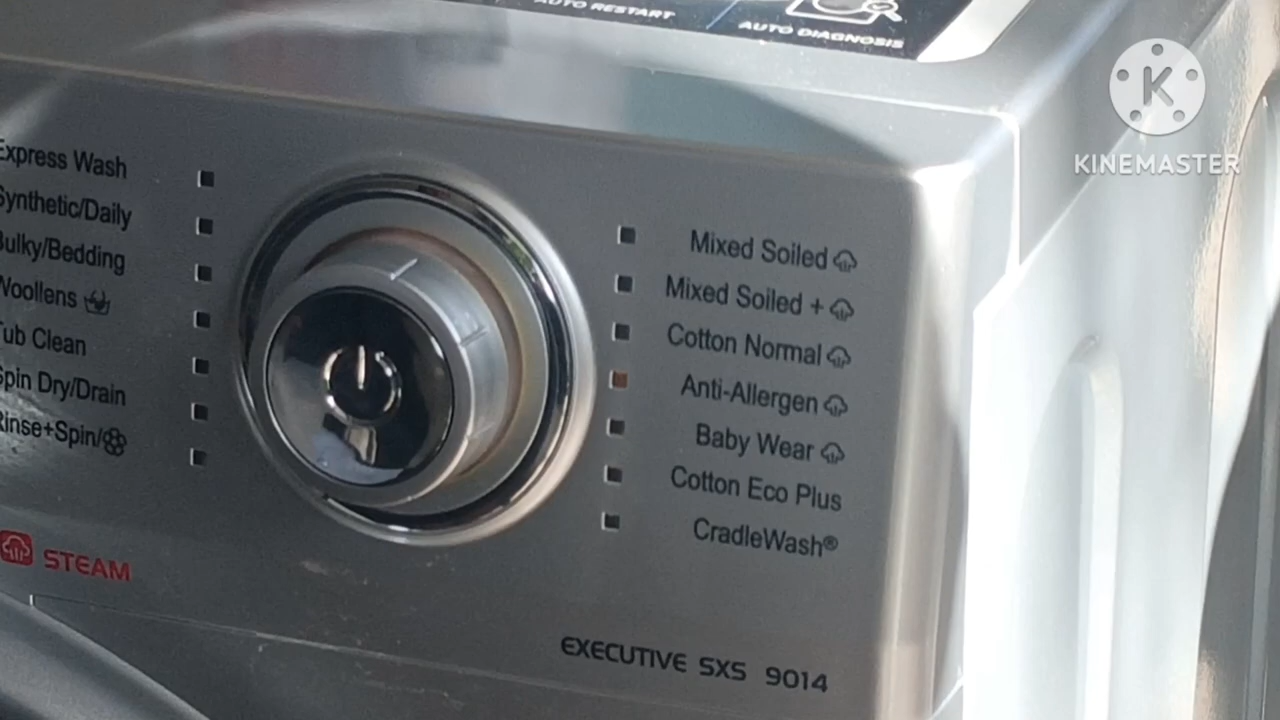 AUTO RESTART
AUTO DIAGNOSIS
KINEMASTER
Express Wash
Synthetic/Daily
Bulky/Bedding
Woollens
Tub Clean
Spin Dry/Drain
Rinse+Spin/
Mixed Soiled
Mixed Soiled +
Cotton Normal
Anti-Allergen
Baby Wear
Cotton Eco Plus
CradleWash®
STEAM
EXECUTIVE SXS 9014